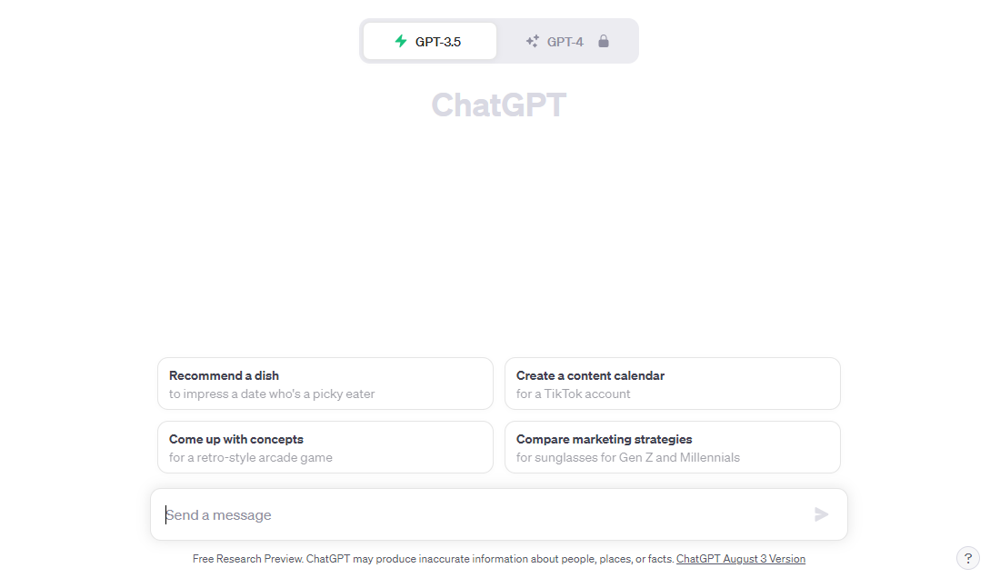 GPT-3.5
GPT-4
ChatGPT
Recommend a dish
to impress a date who's a picky eater
Create a content calendar
for a TikTok account
Come up with concepts
for a retro-style arcade game
Compare marketing strategies
for sunglasses for Gen Z and Millennials
Send a message
Free Research Preview. ChatGPT may produce inaccurate information about people, places, or facts. ChatGPT August 3 Version
?